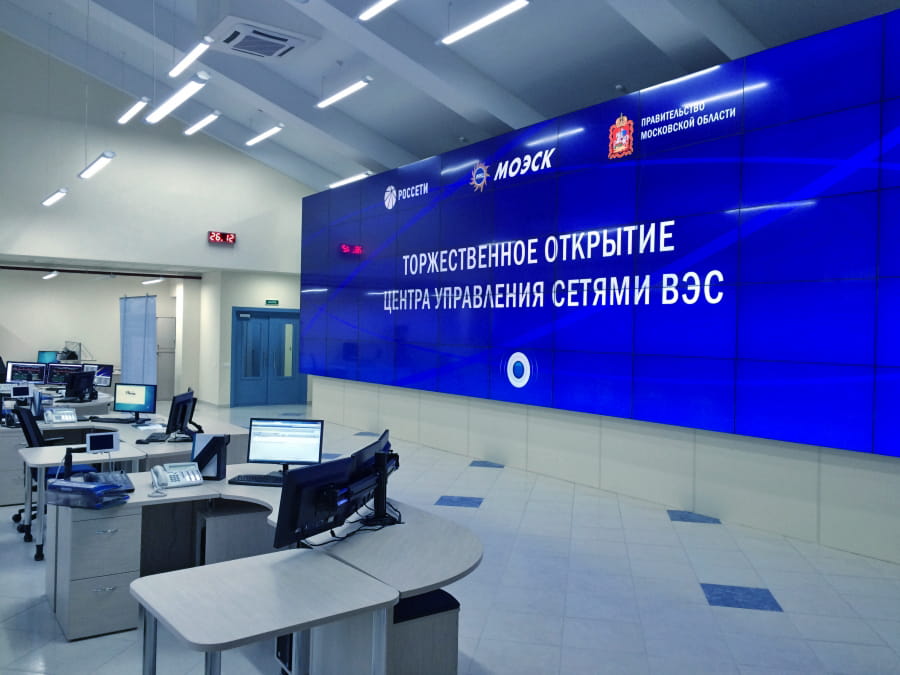 РОССЕТИ
МОЭСК
ПРАВИТЕЛЬСТВО
МОСКОВСКОЙ ОБЛАСТИ
ТОРЖЕСТВЕННОЕ ОТКРЫТИЕ
ЦЕНТРА УПРАВЛЕНИЯ СЕТЯМИ ВЭС
26.12